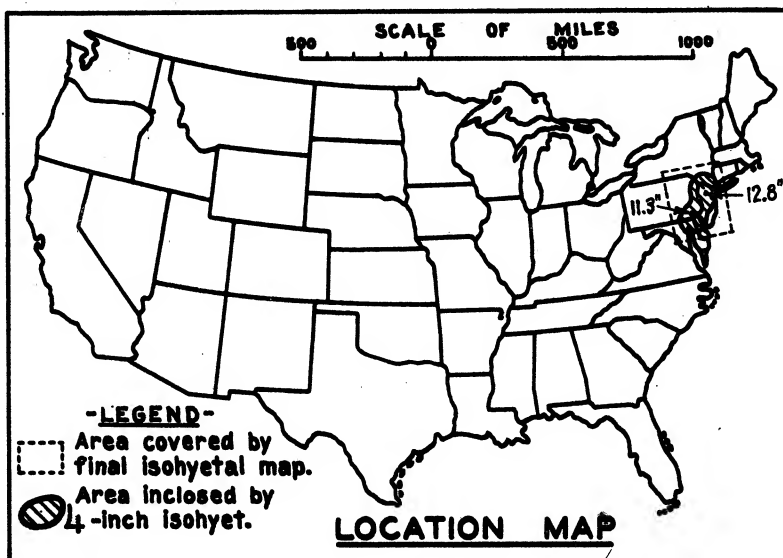 SCALE OF MILES
500 0 500 1000
11.3"
12.8"
-LEGEND-
Area covered by
final isohyetal map.
Area inclosed by
4-inch isohyet.
LOCATION MAP